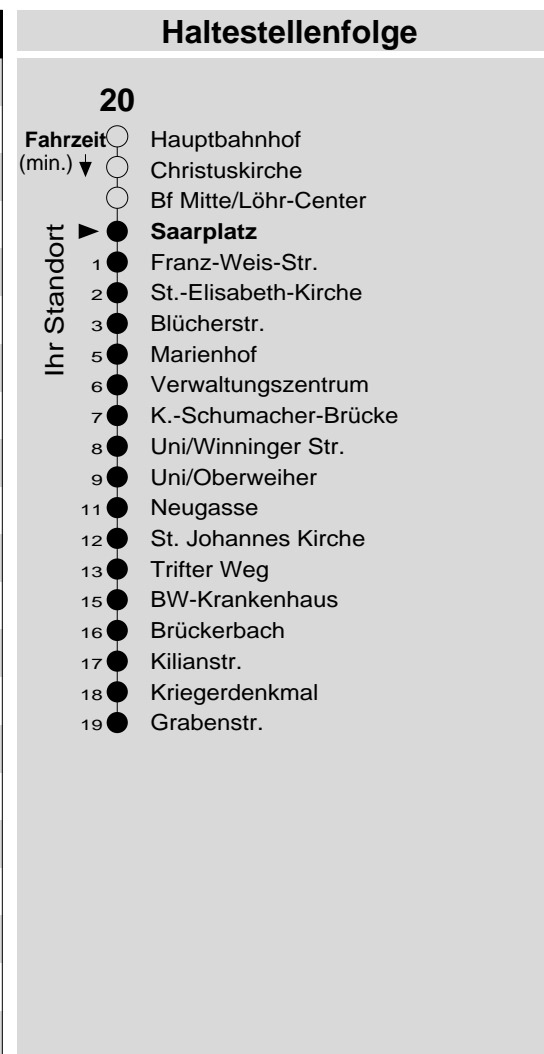 Haltestellenfolge
20
Fahrzeit Hauptbahnhof
(min.) Christuskirche
Bf Mitte/Löhr-Center
Ihr Standort
Saarplatz
1 Franz-Weis-Str.
2 St.-Elisabeth-Kirche
3 Blücherstr.
5 Marienhof
6 Verwaltungszentrum
7 K.-Schumacher-Brücke
8 Uni/Winninger Str.
9 Uni/Oberweiher
11 Neugasse
12 St. Johannes Kirche
13 Trifter Weg
15 BW-Krankenhaus
16 Brückerbach
17 Kilianstr.
18 Kriegerdenkmal
19 Grabenstr.